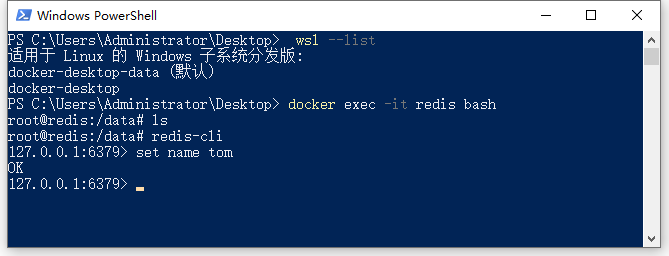 Windows PowerShell
PS C:\Users\Administrator\Desktop>  wsl --list
适用于 Linux 的 Windows 子系统分发版:
docker-desktop-data (默认)
docker-desktop
PS C:\Users\Administrator\Desktop> docker exec -it redis bash
root@redis:/data# ls
root@redis:/data# redis-cli
127.0.0.1:6379> set name tom
OK
127.0.0.1:6379>